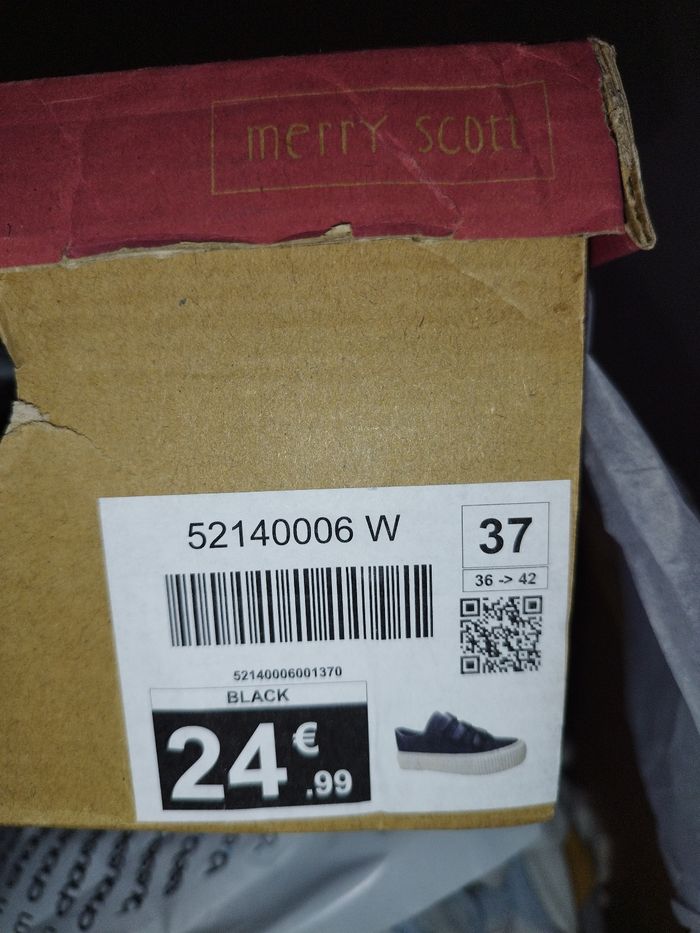 merry scott
52140006 W
37
36 -> 42
52140006001370
BLACK
24€.99